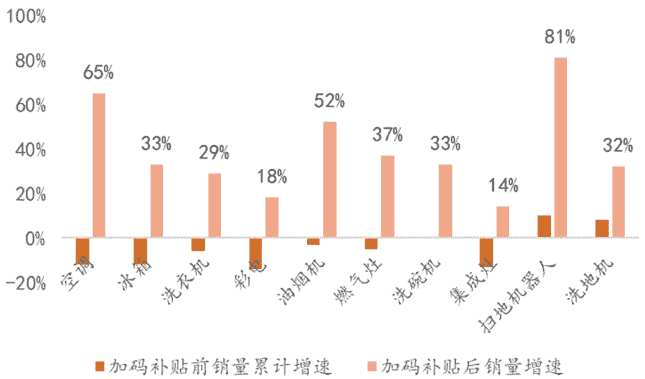 100%
80%
60%
40%
20%
0%
-20%
65%
33%
29%
18%
52%
37%
33%
14%
81%
32%
空调
冰箱
洗衣机
彩电
油烟机
燃气灶
洗碗机
集成灶
扫地机器人
洗地机
加码补贴前销量累计增速
加码补贴后销量增速